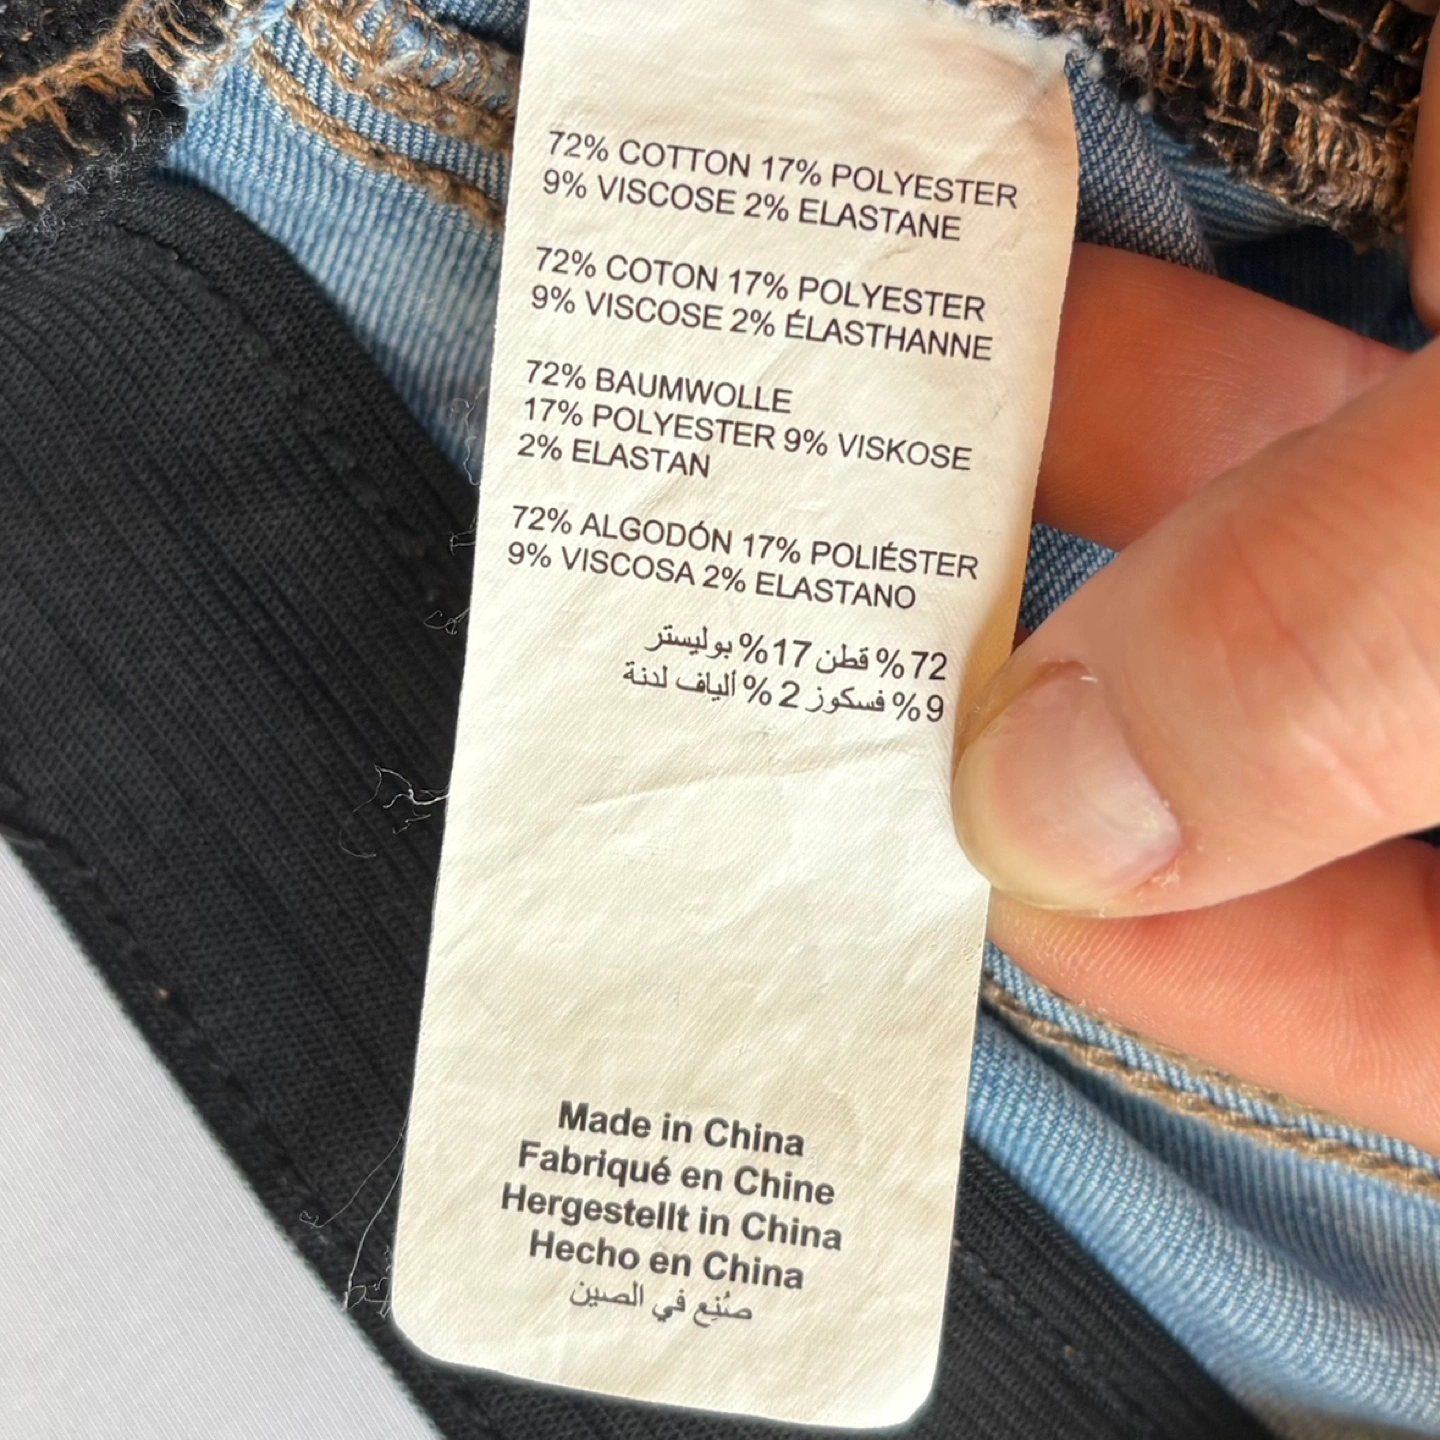 72% COTTON 17% POLYESTER
9% VISCOSE 2% ELASTANE
72% COTON 17% POLYESTER
9% VISCOSE 2% ÉLASTHANNE
72% BAUMWOLLE
17% POLYESTER 9% VISKOSE
2% ELASTAN
72% ALGODÓN 17% POLIÉSTER
9% VISCOSA 2% ELASTANO
72% قطن 17% بوليستر
9% فسكوز 2% ألياف لدنة
Made in China
Fabriqué en Chine
Hergestellt in China
Hecho en China
صُنِع في الصين